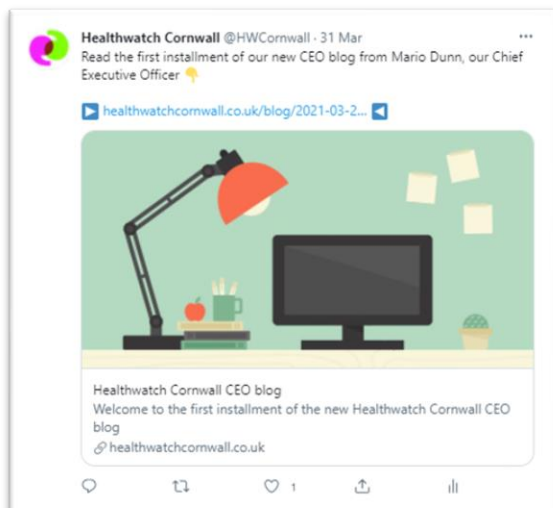 Healthwatch Cornwall @HWCornwall · 31 Mar
Read the first installment of our new CEO blog from Mario Dunn, our Chief
Executive Officer 👇
▶ healthwatchcornwall.co.uk/blog/2021-03-2... ◀
Healthwatch Cornwall CEO blog
Welcome to the first installment of the new Healthwatch Cornwall CEO
blog
healthwatchcornwall.co.uk
1